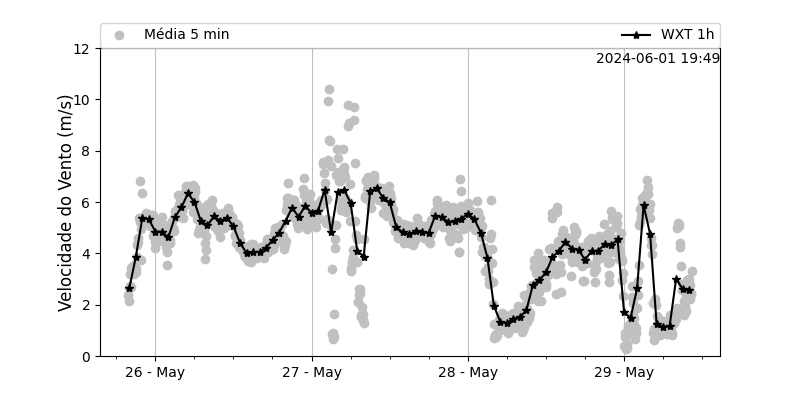 Média 5 min
WXT 1h
2024-06-01 19:49
Velocidade do Vento (m/s)
12
10
8
6
4
2
0
26 - May
27 - May
28 - May
29 - May